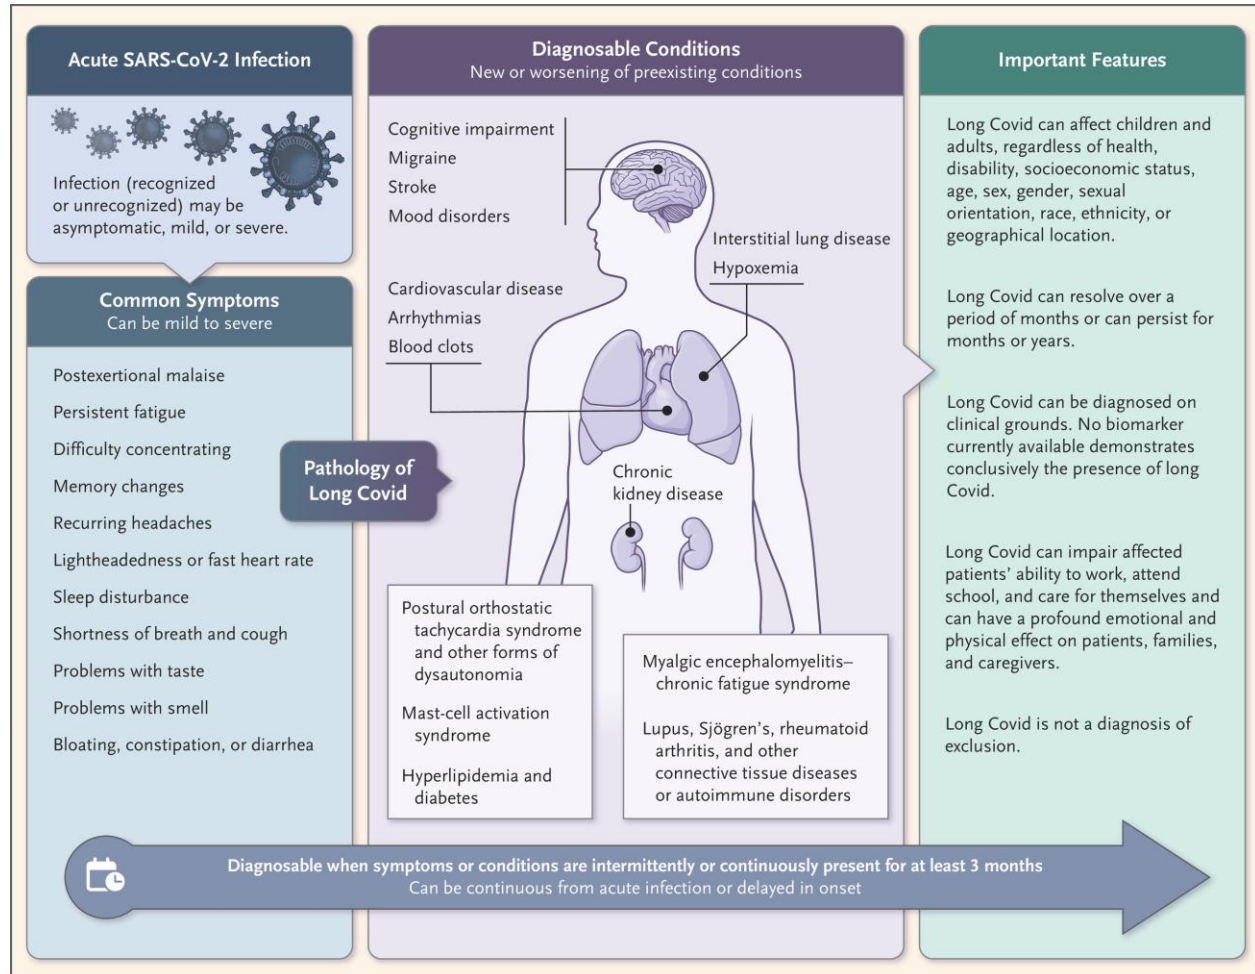 Acute SARS-CoV-2 Infection
Infection (recognized
or unrecognized) may be
asymptomatic, mild, or severe.
Common Symptoms
Can be mild to severe
Postexertional malaise
Persistent fatigue
Difficulty concentrating
Memory changes
Recurring headaches
Lightheadedness or fast heart rate
Sleep disturbance
Shortness of breath and cough
Problems with taste
Problems with smell
Bloating, constipation, or diarrhea
Pathology of
Long Covid
Diagnosable Conditions
New or worsening of preexisting conditions
Cognitive impairment
Migraine
Stroke
Mood disorders
Interstitial lung disease
Hypoxemia
Cardiovascular disease
Arrhythmias
Blood clots
Chronic
kidney disease
Postural orthostatic
tachycardia syndrome
and other forms of
dysautonomia
Mast-cell activation
syndrome
Hyperlipidemia and
diabetes
Myalgic encephalomyelitis–
chronic fatigue syndrome
Lupus, Sjögren’s, rheumatoid
arthritis, and other
connective tissue diseases
or autoimmune disorders
Important Features
Long Covid can affect children and
adults, regardless of health,
disability, socioeconomic status,
age, sex, gender, sexual
orientation, race, ethnicity, or
geographical location.
Long Covid can resolve over a
period of months or can persist for
months or years.
Long Covid can be diagnosed on
clinical grounds. No biomarker
currently available demonstrates
conclusively the presence of long
Covid.
Long Covid can impair affected
patients’ ability to work, attend
school, and care for themselves and
can have a profound emotional and
physical effect on patients, families,
and caregivers.
Long Covid is not a diagnosis of
exclusion.
Diagnosable when symptoms or conditions are intermittently or continuously present for at least 3 months
Can be continuous from acute infection or delayed in onset